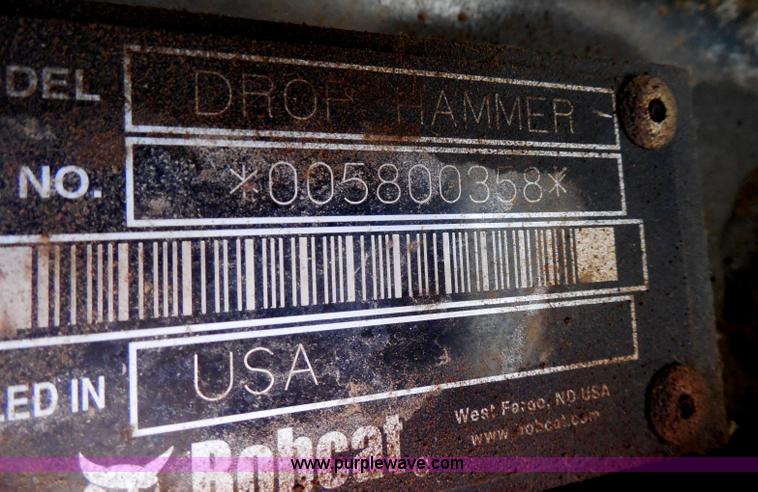 DEL DROP HAMMER
NO. *005800358*
LED IN USA
West Fargo, ND USA
www.bobcat.com
Bobcat
www.purplewave.com